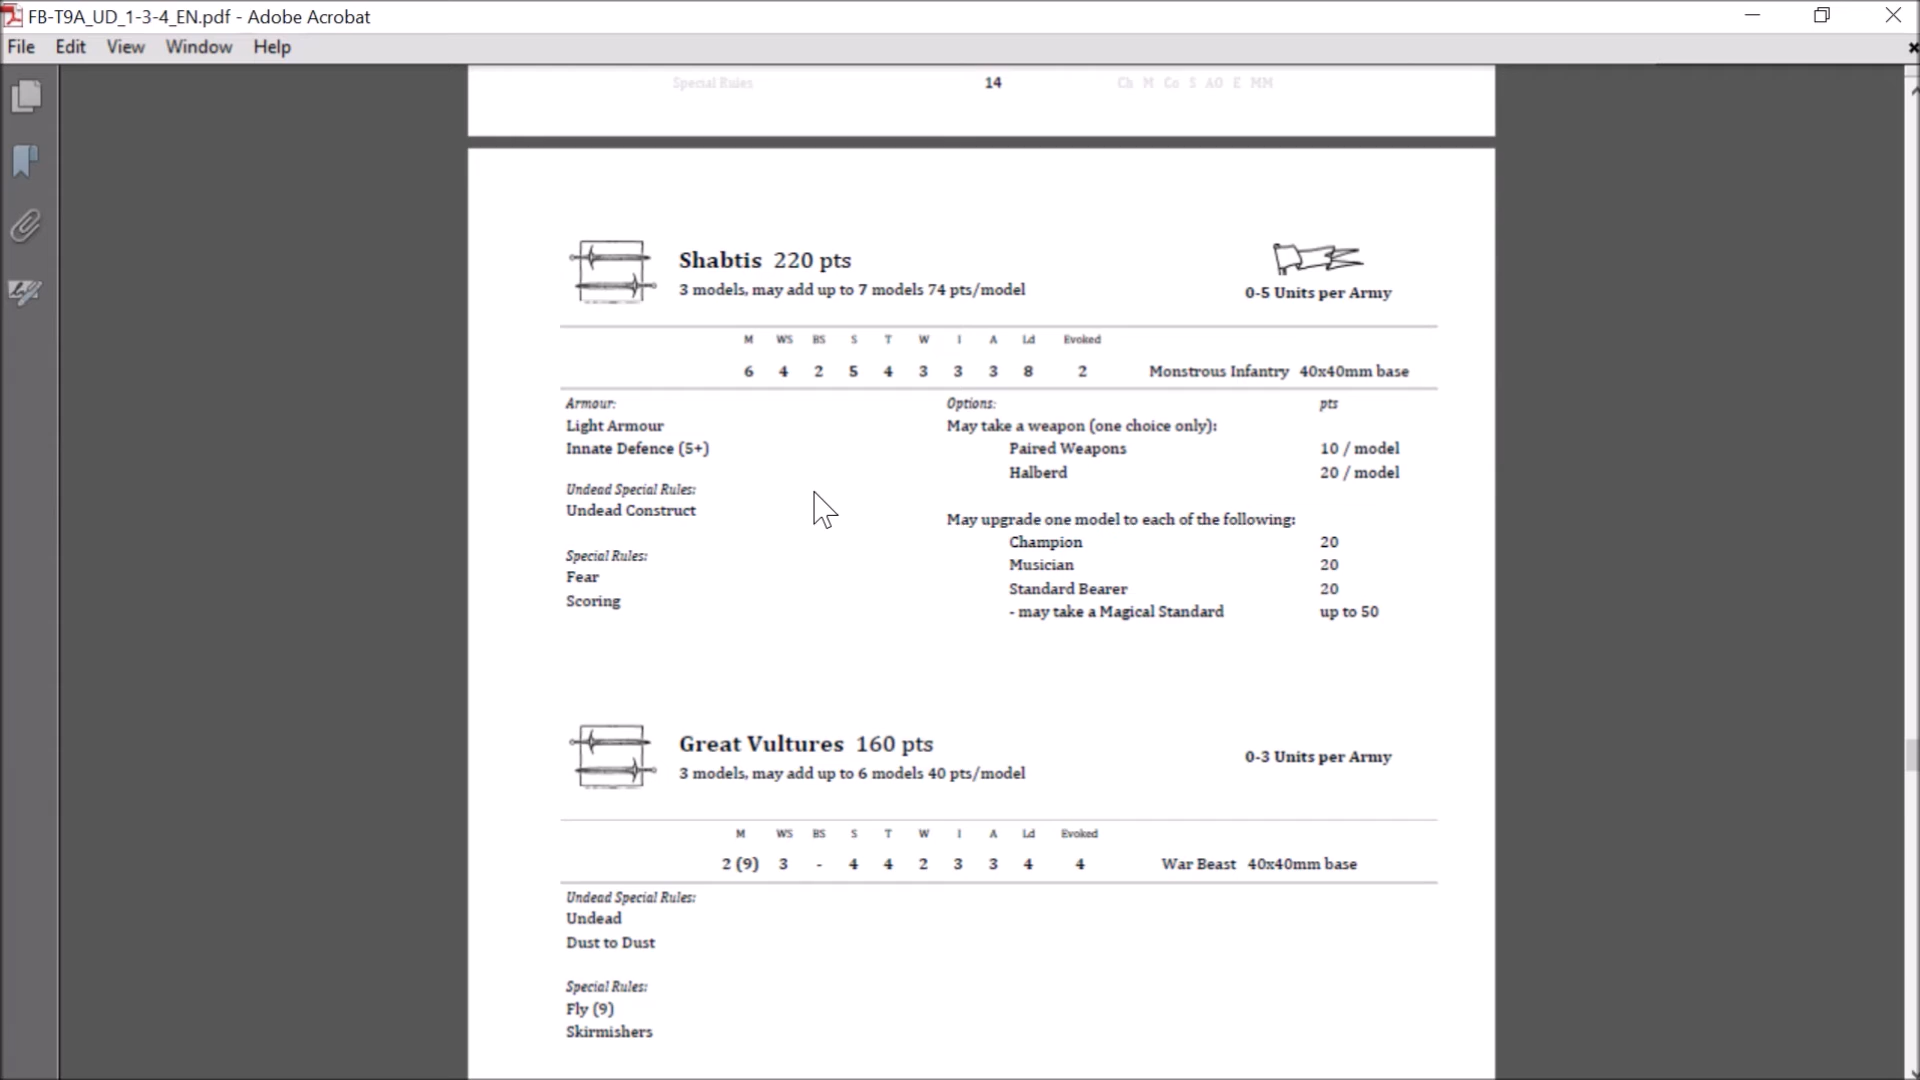 FB-T9A_UD_1-3-4_EN.pdf - Adobe Acrobat
File Edit View Window Help
Special Rules 14 Ch M Co S AO E MM
Shabtis 220 pts
3 models, may add up to 7 models 74 pts/model
0-5 Units per Army
M WS BS S T W I A Ld Evoked
6 4 2 5 4 3 3 3 8 2 Monstrous Infantry 40x40mm base
Armour:
Light Armour
Innate Defence (5+)
Undead Special Rules:
Undead Construct
Special Rules:
Fear
Scoring
Options: pts
May take a weapon (one choice only):
Paired Weapons 10 / model
Halberd 20 / model
May upgrade one model to each of the following:
Champion 20
Musician 20
Standard Bearer 20
- may take a Magical Standard up to 50
Great Vultures 160 pts
3 models, may add up to 6 models 40 pts/model
0-3 Units per Army
M WS BS S T W I A Ld Evoked
2 (9) 3 - 4 4 2 3 3 4 4 War Beast 40x40mm base
Undead Special Rules:
Undead
Dust to Dust
Special Rules:
Fly (9)
Skirmishers